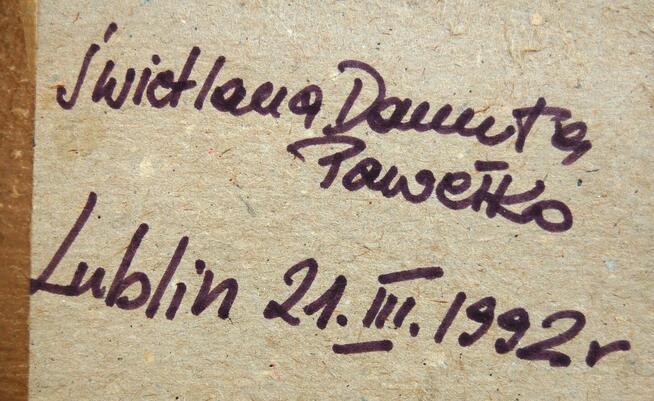 Świetlana Danuta
Pawełko
Lublin 21.III.1992r